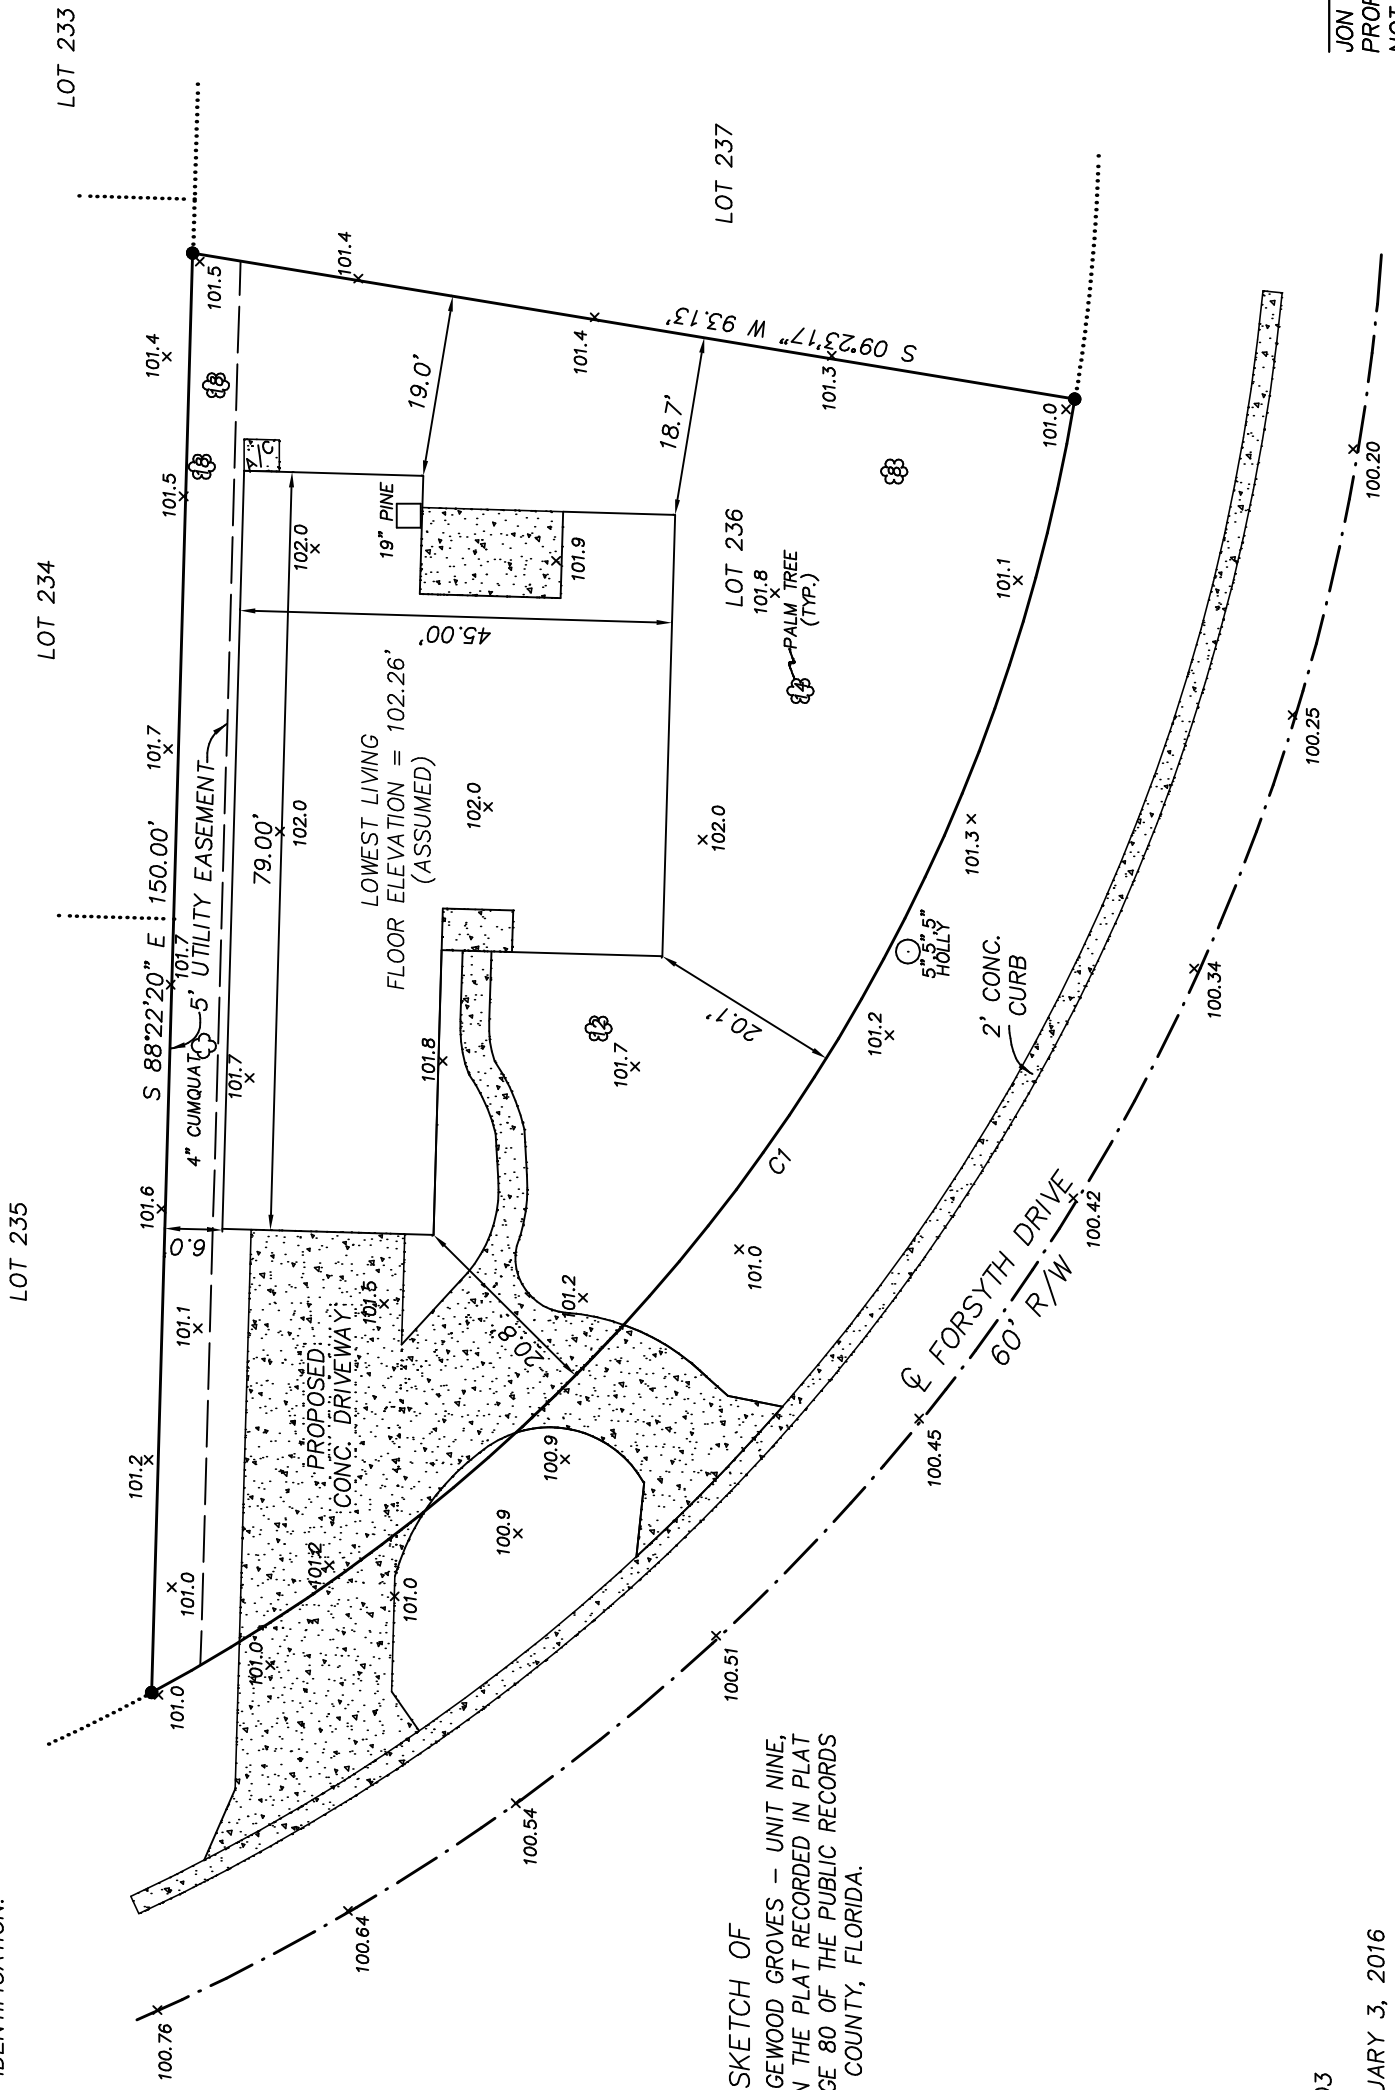 LOT 233
LOT 234
LOT 235
LOT 237
S 88°22'20" E 150.00'
5' UTILITY EASEMENT
4" CUMQUAT
101.0
101.0
101.2
101.1
101.6
101.7
101.7
101.7
101.5
101.4
101.5
101.4
101.4
101.3
101.0
S 09°23'17" W 93.13'
19.0'
18.7'
A/C
8
8
19" PINE
79.00'
45.00'
6.0'
102.0
102.0
102.0
102.0
101.9
LOWEST LIVING
FLOOR ELEVATION = 102.26'
(ASSUMED)
LOT 236
101.8
PALM TREE
(TYP.)
14
8
12
101.8
101.7
101.2
101.5
101.2
101.0
101.0
20.8'
20.1'
PROPOSED
CONC. DRIVEWAY
100.9
100.9
101.0
C1
101.2
101.3
101.1
5",5",5"
HOLLY
2' CONC.
CURB
℄ FORSYTH DRIVE
60' R/W
100.76
100.64
100.54
100.51
100.45
100.42
100.34
100.25
100.20
SKETCH OF
GEWOOD GROVES - UNIT NINE,
THE PLAT RECORDED IN PLAT
GE 80 OF THE PUBLIC RECORDS
COUNTY, FLORIDA.
UARY 3, 2016
JON